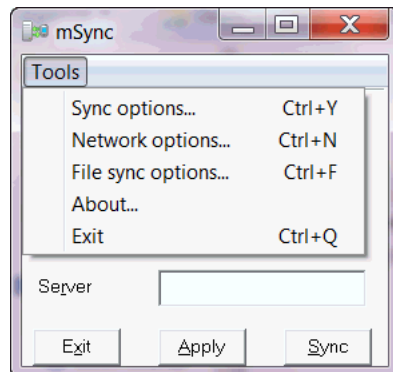 mSync
Tools
Sync options... Ctrl+Y
Network options... Ctrl+N
File sync options... Ctrl+F
About...
Exit Ctrl+Q
Server
Exit Apply Sync